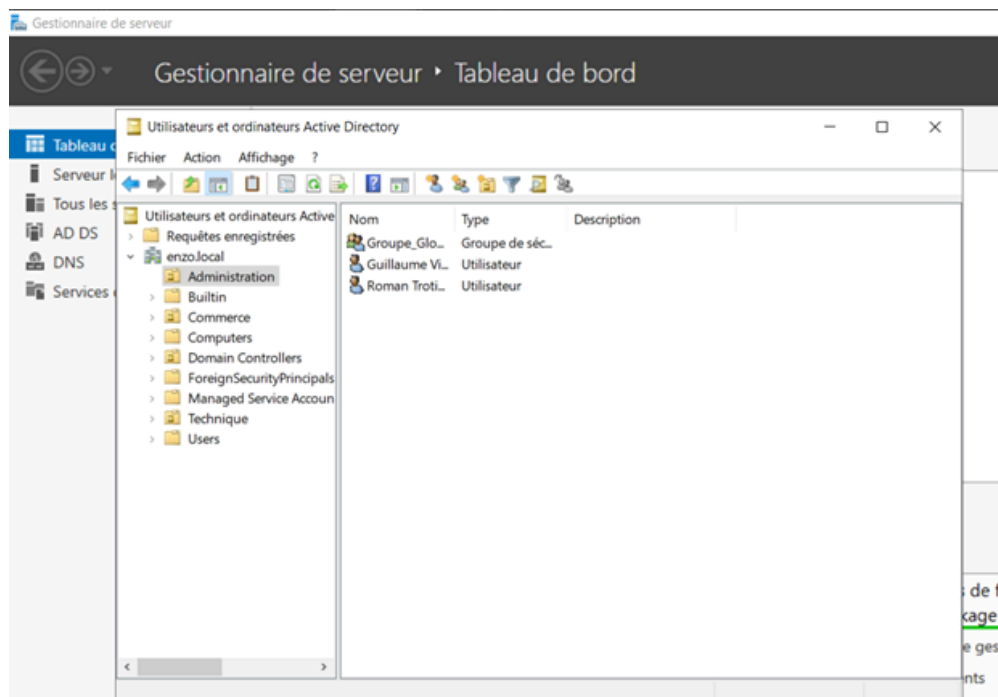 Gestionnaire de serveur
Gestionnaire de serveur ‣ Tableau de bord
Utilisateurs et ordinateurs Active Directory
Fichier Action Affichage ?
Tableau
Serveur
Tous les
AD DS
DNS
Services
Utilisateurs et ordinateurs Active
Requêtes enregistrées
enzo.local
Administration
Builtin
Commerce
Computers
Domain Controllers
ForeignSecurityPrincipals
Managed Service Accoun
Technique
Users
Nom Type Description
Groupe_Glo... Groupe de séc...
Guillaume Vi... Utilisateur
Roman Troti... Utilisateur
de f
kage
e ges
nts